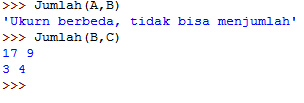 >>> Jumlah(A,B)
'Ukurn berbeda, tidak bisa menjumlah'
>>> Jumlah(B,C)
17 9
3 4
>>>